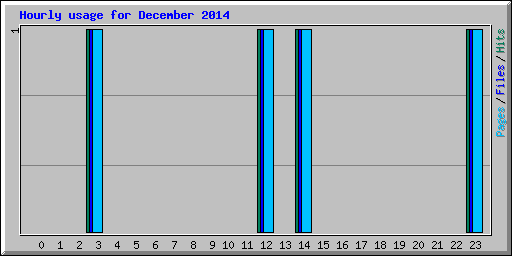 Hourly usage for December 2014
1
Pages/Files/Hits
0 1 2 3 4 5 6 7 8 9 10 11 12 13 14 15 16 17 18 19 20 21 22 23